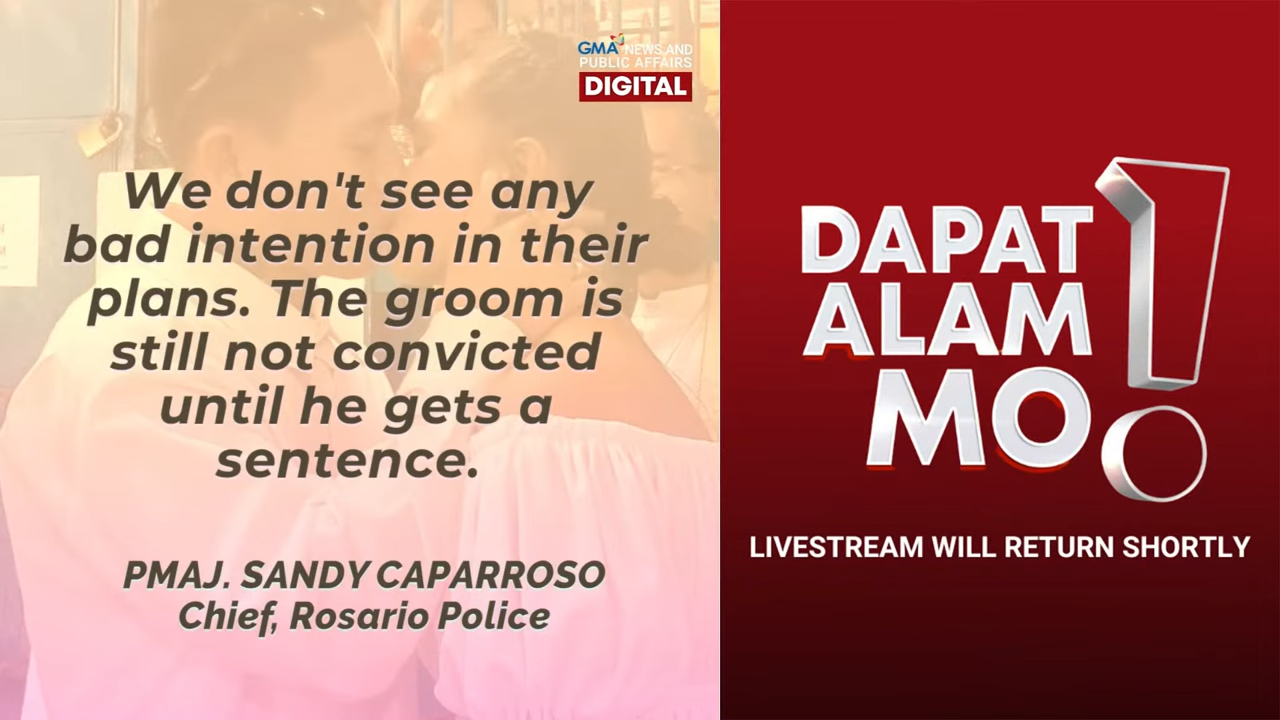 GMA NEWS AND
PUBLIC AFFAIRS
DIGITAL
We don't see any
bad intention in their
plans. The groom is
still not convicted
until he gets a
sentence.
PMAJ. SANDY CAPARROSO
Chief, Rosario Police
DAPAT
ALAM
MO!
LIVESTREAM WILL RETURN SHORTLY